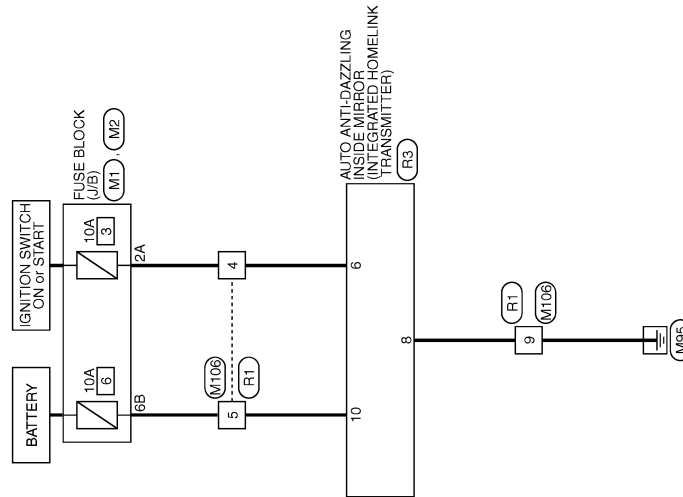 IGNITION SWITCH
ON or START
BATTERY
FUSE BLOCK
(J/B)
M1 , M2
10A
3
10A
6
2A
6B
4
M106
5
R1
AUTO ANTI-DAZZLING
INSIDE MIRROR
(INTEGRATED HOMELINK
TRANSMITTER)
R3
6
10
8
R1
9
M106
M95